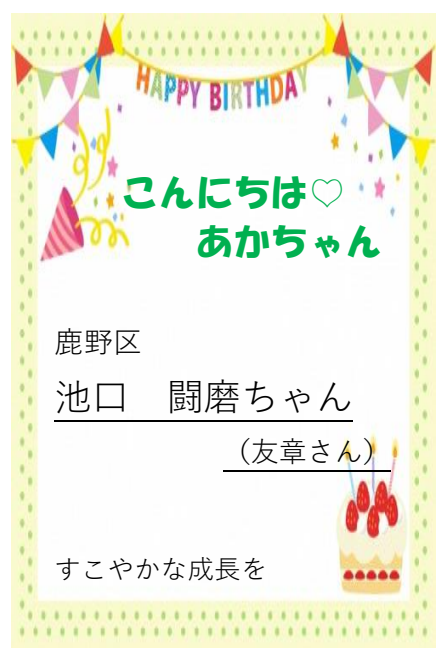 HAPPY BIRTHDAY
こんにちは♡
あかちゃん
鹿野区
池口　闘磨ちゃん
（友章さん）
すこやかな成長を